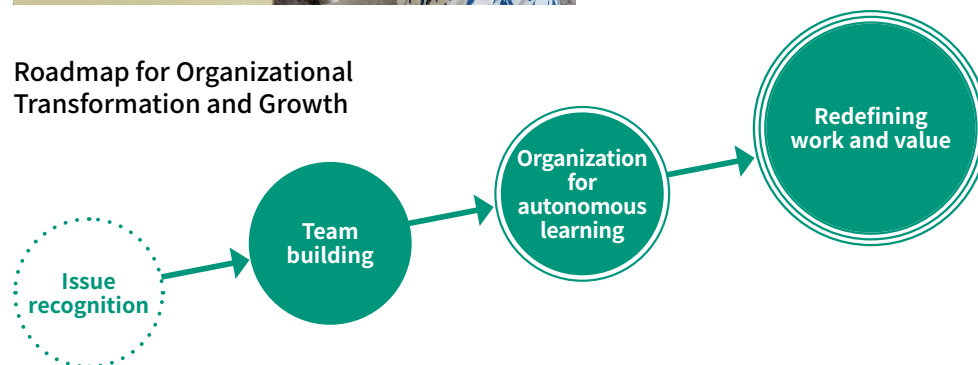 Roadmap for Organizational
Transformation and Growth
Issue
recognition
Team
building
Organization
for
autonomous
learning
Redefining
work and value